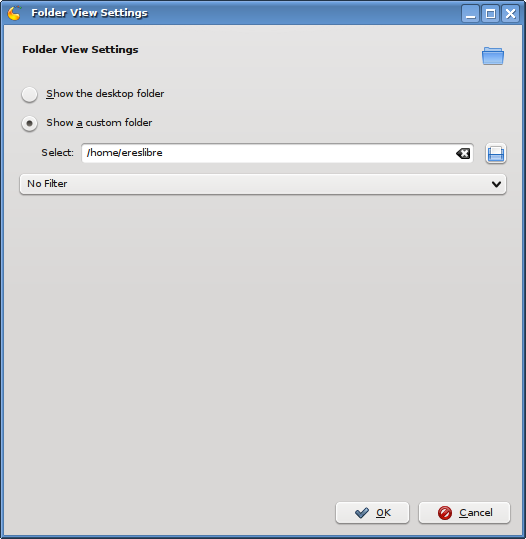 Folder View Settings
Folder View Settings
Show the desktop folder
Show a custom folder
Select: /home/ereslibre
No Filter
OK Cancel